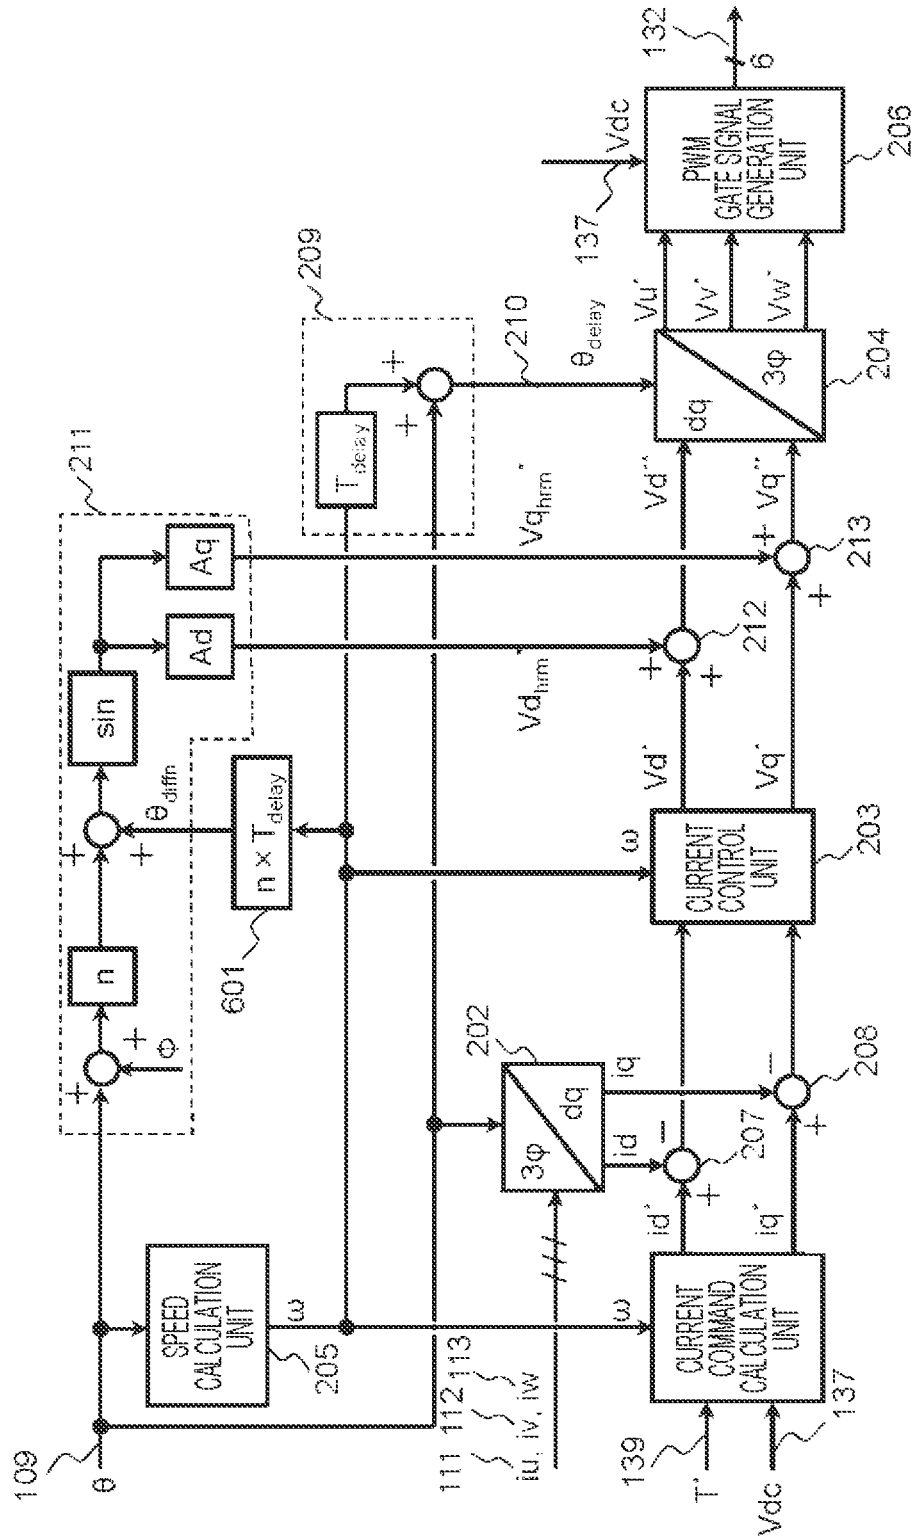 109
θ
SPEED
CALCULATION
UNIT
205
ω
+
+
Φ
n
+
+
θdiffn
sin
211
Ad
Aq
n × Tdelay
601
Tdelay
+
+
209
210
θdelay
111
112
113
iu, iv, iw
3φ
dq
202
id
iq
Vdhrm*
Vqhrm*
139
T*
Vdc
137
CURRENT
COMMAND
CALCULATION
UNIT
ω
id*
iq*
+
−
207
+
−
208
ω
CURRENT
CONTROL
UNIT
203
Vd*
Vq*
+
+
212
+
+
213
Vd**
Vq**
dq
3φ
204
Vu*
Vv*
Vw*
137
Vdc
PWM
GATE SIGNAL
GENERATION
UNIT
206
132
6